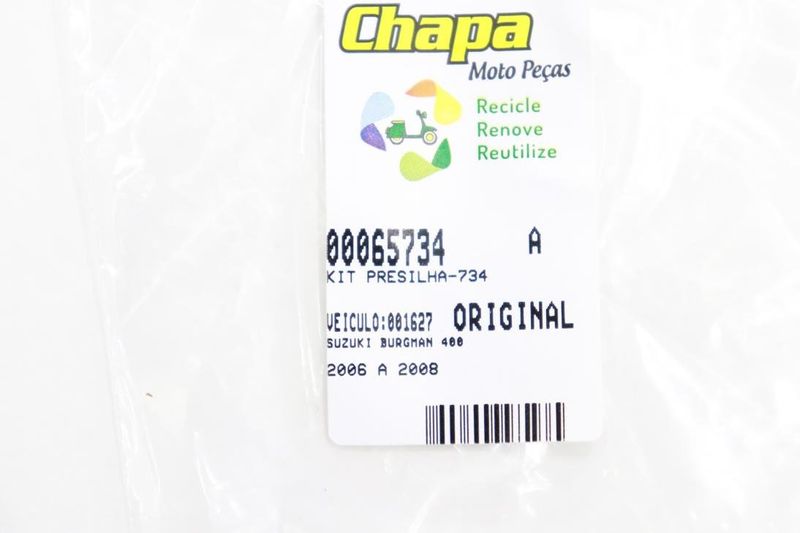 Chapa
Moto Peças
Recicle
Renove
Reutilize
00065734 A
KIT PRESILHA-734
VEICULO:001627 ORIGINAL
SUZUKI BURGMAN 400
2006 A 2008